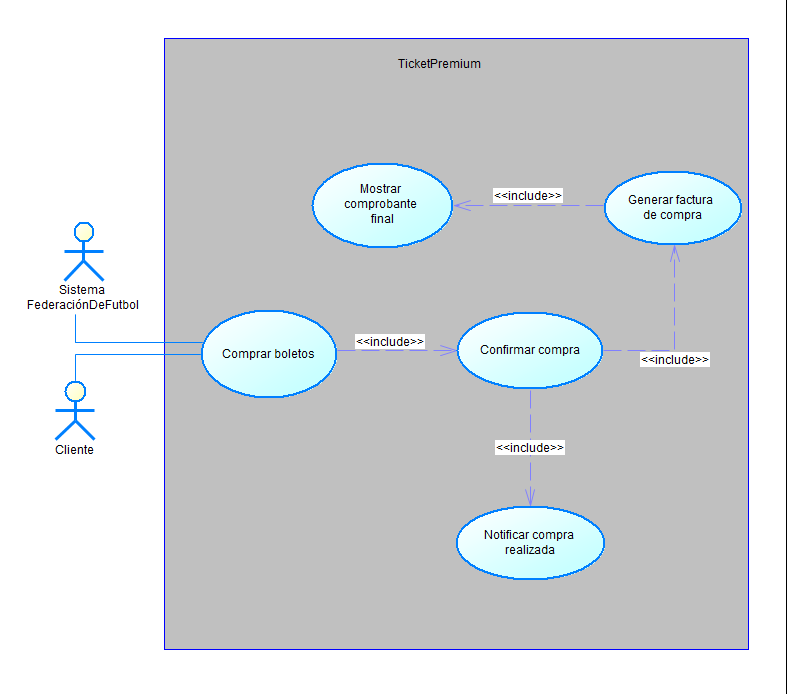 TicketPremium
Mostrar
comprobante
final
<<include>>
Generar factura
de compra
Sistema
FederaciónDeFutbol
Comprar boletos
<<include>>
Confirmar compra
<<include>>
Cliente
<<include>>
Notificar compra
realizada